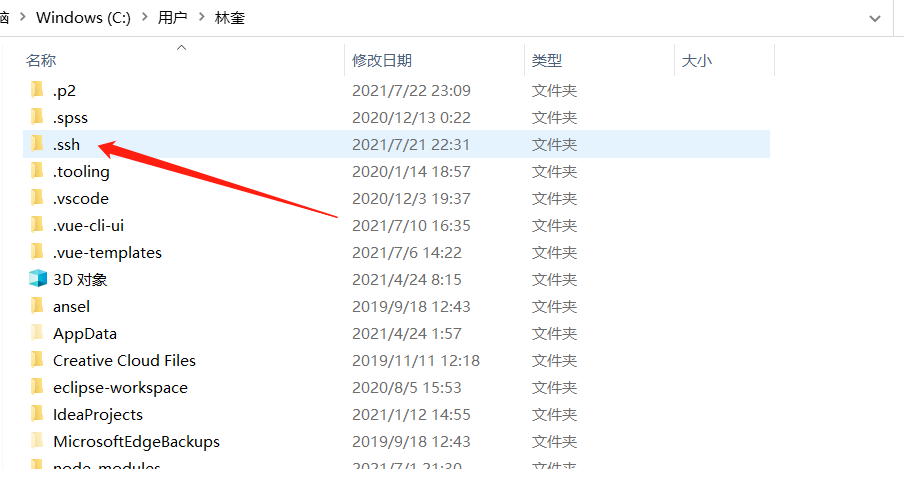 脑 > Windows (C:) > 用户 > 林奎
名称 修改日期 类型 大小
.p2 2021/7/22 23:09 文件夹
.spss 2020/12/13 0:22 文件夹
.ssh 2021/7/21 22:31 文件夹
.tooling 2020/1/14 18:57 文件夹
.vscode 2020/12/3 19:37 文件夹
.vue-cli-ui 2021/7/10 16:35 文件夹
.vue-templates 2021/7/6 14:22 文件夹
3D 对象 2021/4/24 8:15 文件夹
ansel 2019/9/18 12:43 文件夹
AppData 2021/4/24 1:57 文件夹
Creative Cloud Files 2019/11/11 12:18 文件夹
eclipse-workspace 2020/8/5 15:53 文件夹
IdeaProjects 2021/1/12 14:55 文件夹
MicrosoftEdgeBackups 2019/9/18 12:43 文件夹
node_modules 2021/7/1 21:30 文件夹